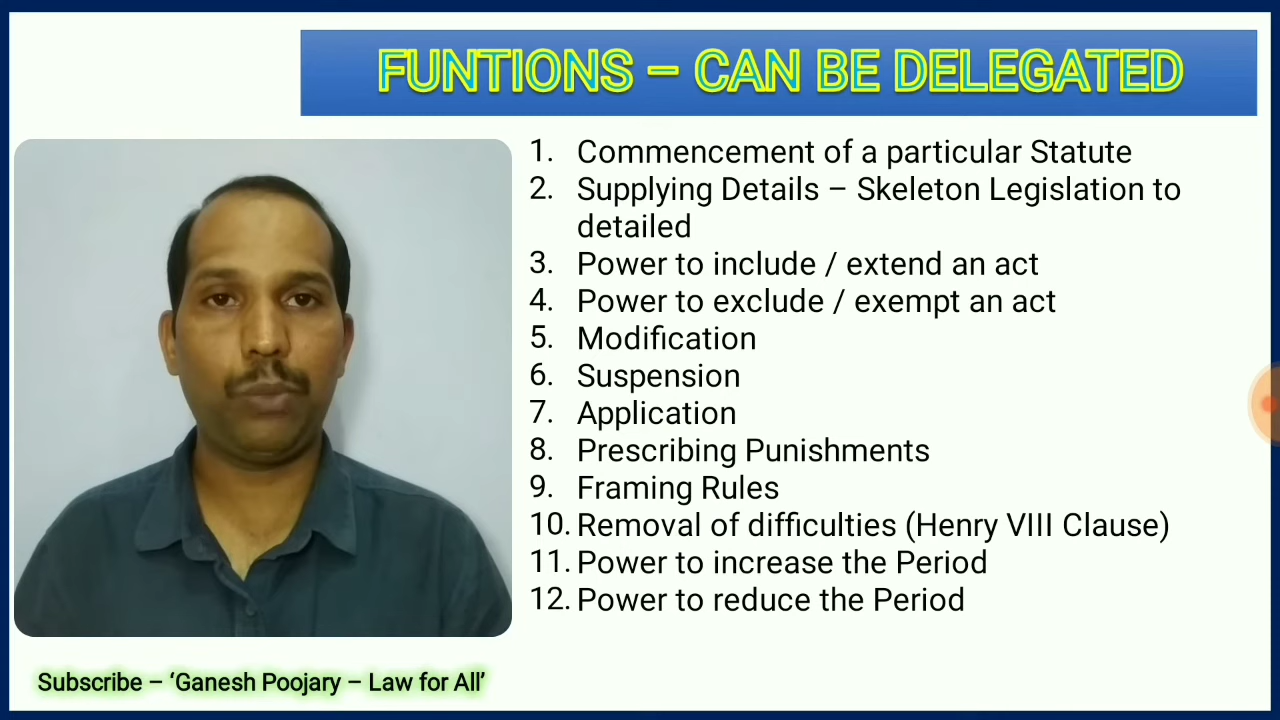 FUNTIONS – CAN BE DELEGATED
1. Commencement of a particular Statute
2. Supplying Details – Skeleton Legislation to
detailed
3. Power to include / extend an act
4. Power to exclude / exempt an act
5. Modification
6. Suspension
7. Application
8. Prescribing Punishments
9. Framing Rules
10. Removal of difficulties (Henry VIII Clause)
11. Power to increase the Period
12. Power to reduce the Period
Subscribe – ‘Ganesh Poojary – Law for All’